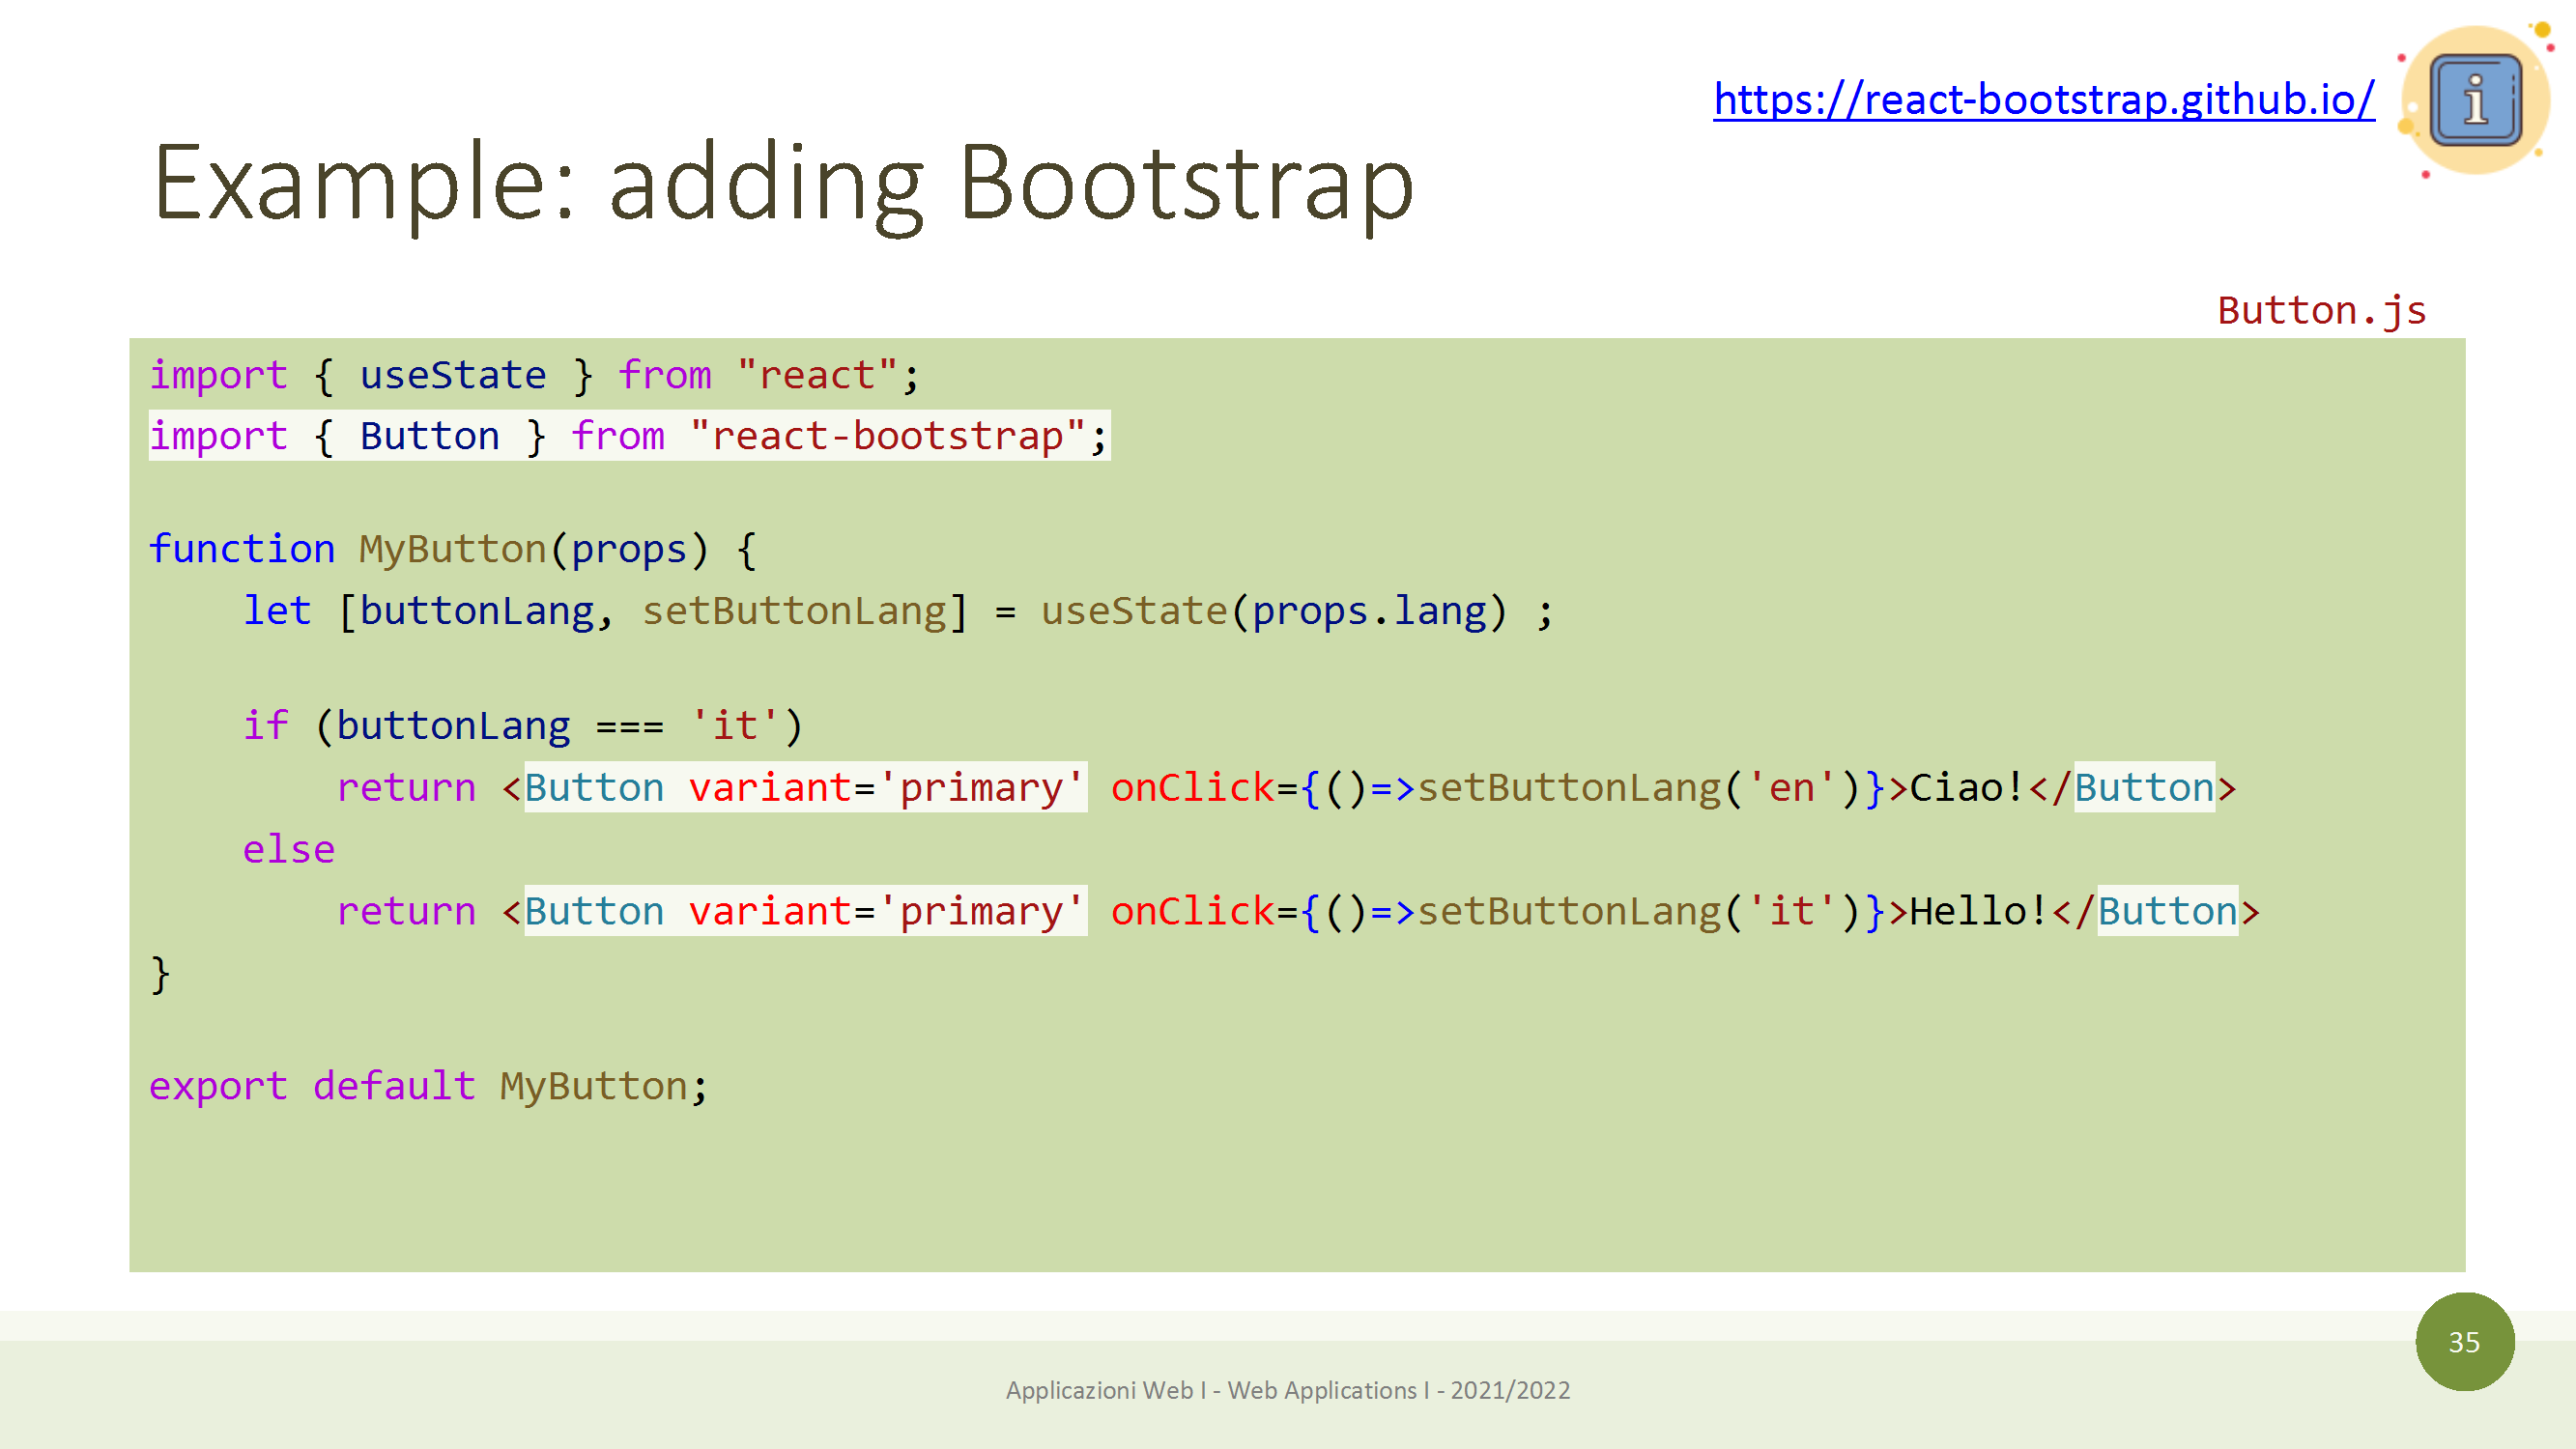 https://react-bootstrap.github.io/
i
Example: adding Bootstrap
Button.js
import { useState } from "react";
import { Button } from "react-bootstrap";
function MyButton(props) {
    let [buttonLang, setButtonLang] = useState(props.lang) ;
    if (buttonLang === 'it')
        return <Button variant='primary' onClick={()=>setButtonLang('en')}>Ciao!</Button>
    else
        return <Button variant='primary' onClick={()=>setButtonLang('it')}>Hello!</Button>
}
export default MyButton;
35
Applicazioni Web I - Web Applications I - 2021/2022